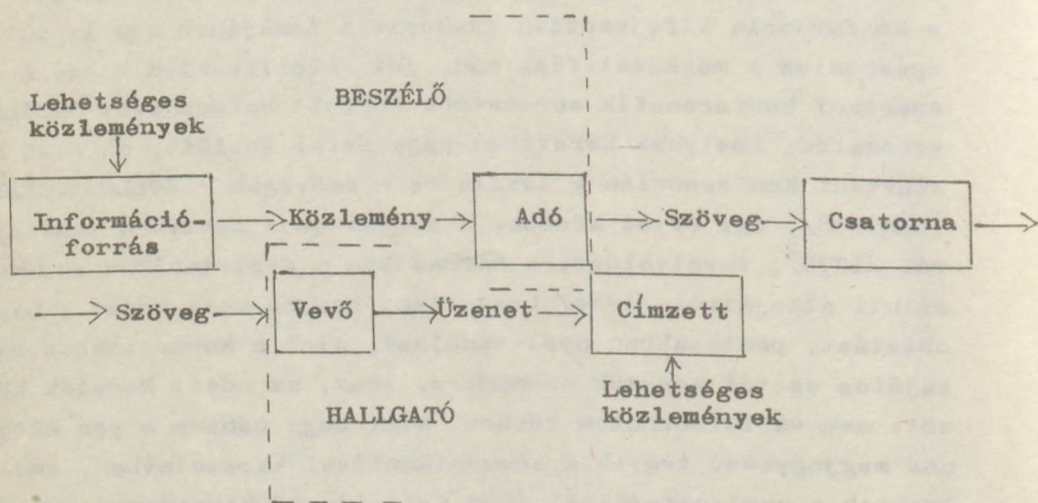 BESZÉLŐ
Lehetséges
közlemények
Információ-
forrás
Közlemény
Adó
Szöveg
Csatorna
Szöveg
Vevő
Üzenet
Címzett
HALLGATÓ
Lehetséges
közlemények